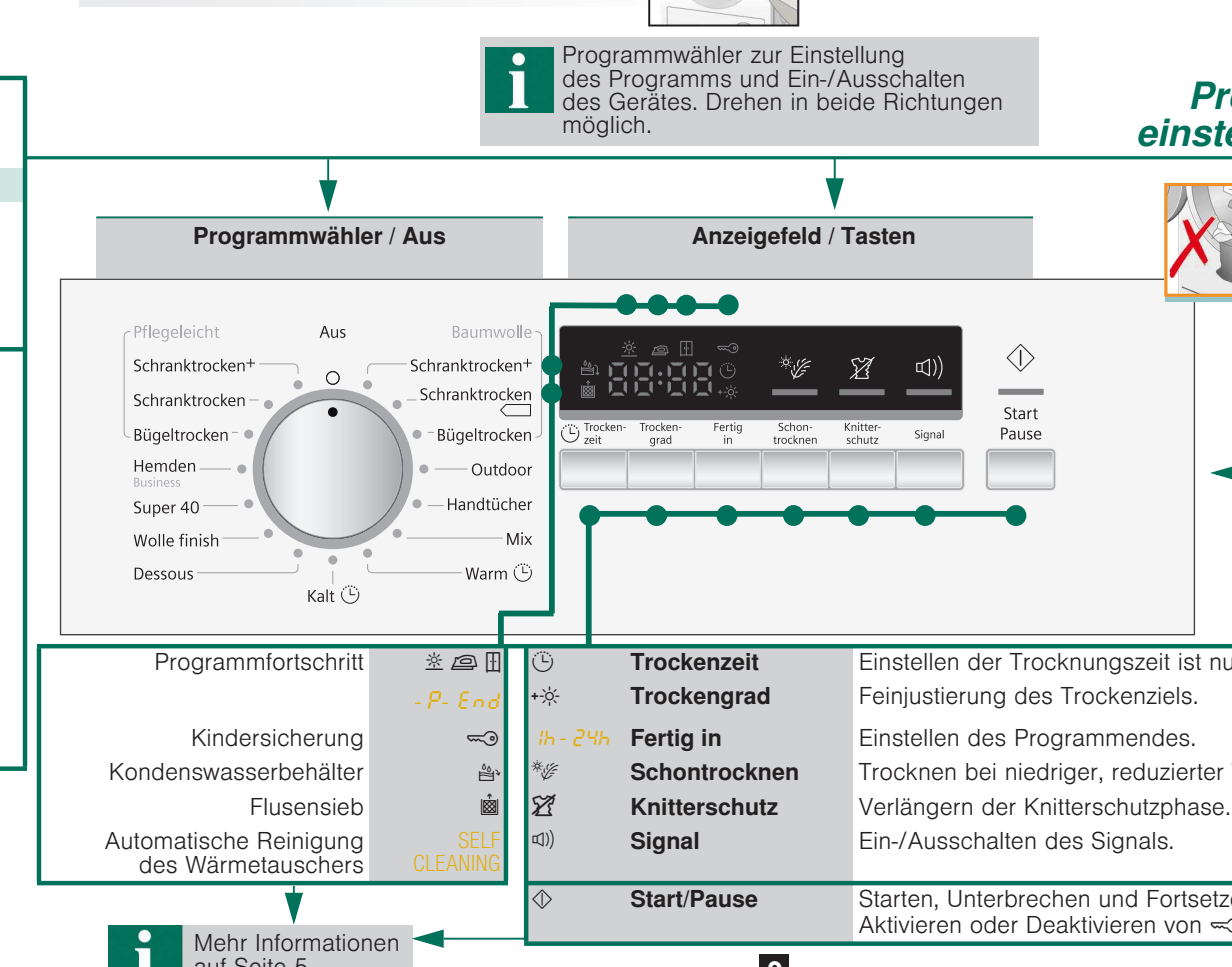 Programmwähler zur Einstellung
des Programms und Ein-/Ausschalten
des Gerätes. Drehen in beide Richtungen
möglich.
Programmwähler / Aus
Anzeigefeld / Tasten
Pflegeleicht
Aus
Baumwolle
Schranktrocken+
Schranktrocken+
Schranktrocken
Schranktrocken
Bügeltrocken
Bügeltrocken
Hemden
Business
Outdoor
Super 40
Handtücher
Wolle finish
Mix
Dessous
Warm
Kalt
88:88
Trocken-
zeit
Trocken-
grad
Fertig
in
Schon-
trocknen
Knitter-
schutz
Signal
Start
Pause
Programmfortschritt
-P- End
Kindersicherung
Kondenswasserbehälter
Flusensieb
Automatische Reinigung
des Wärmetauschers
SELF
CLEANING
Trockenzeit Einstellen der Trocknungszeit ist
Trockengrad Feinjustierung des Trockenziels.
1h - 24h Fertig in Einstellen des Programmendes.
Schontrocknen Trocknen bei niedriger, reduzierter
Knitterschutz Verlängern der Knitterschutzphase.
Signal Ein-/Ausschalten des Signals.
Start/Pause Starten, Unterbrechen und
Aktivieren oder Deaktivieren von
Mehr Informationen
auf Seite 5